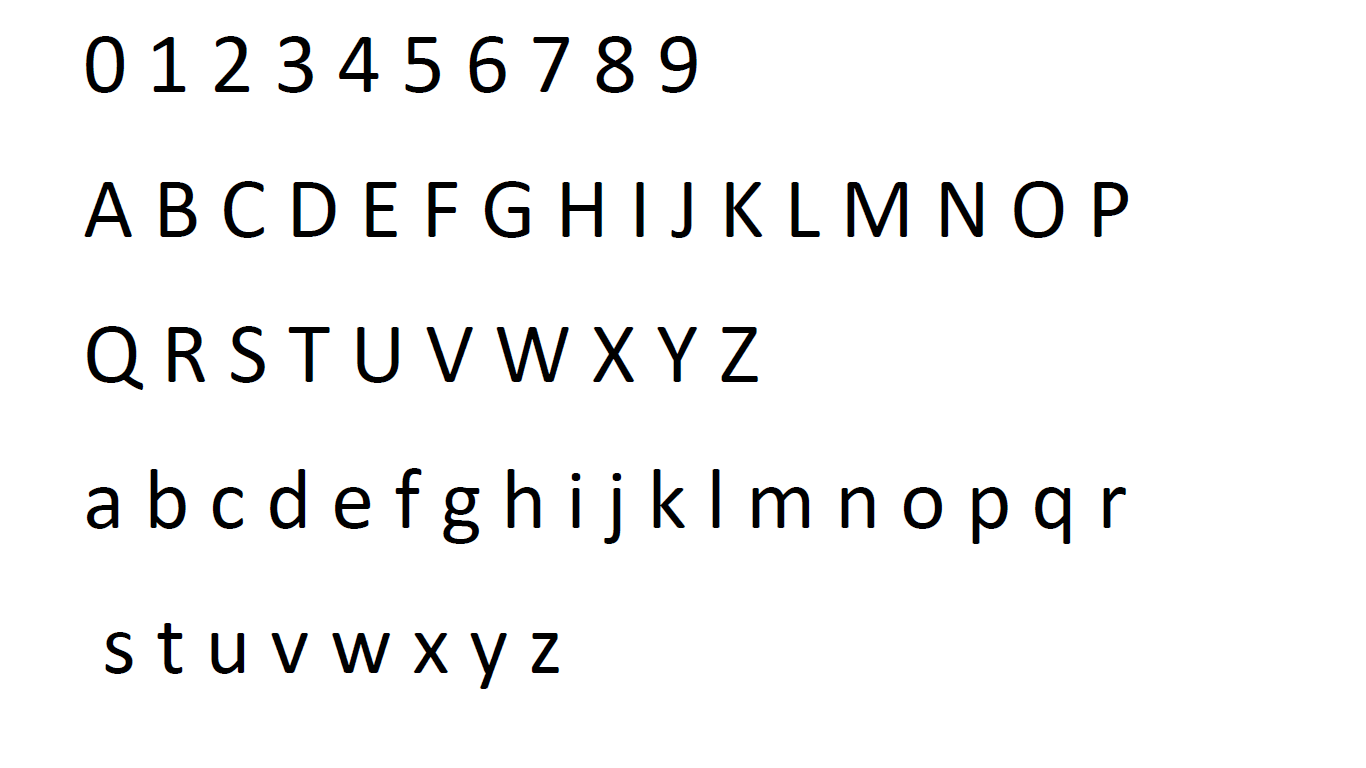 0 1 2 3 4 5 6 7 8 9
A B C D E F G H I J K L M N O P
Q R S T U V W X Y Z
a b c d e f g h i j k l m n o p q r
s t u v w x y z